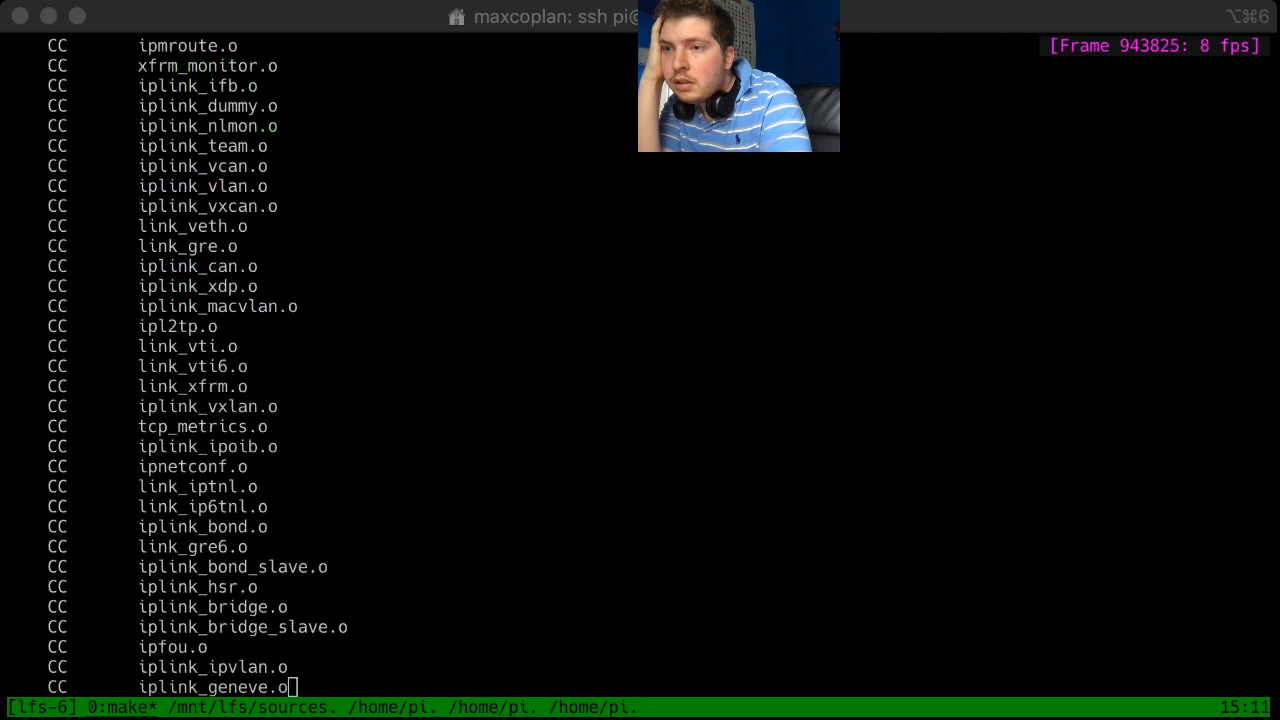 maxcoplan: ssh pi@
⌥⌘6
[Frame 943825: 8 fps]
CC ipmroute.o
CC xfrm_monitor.o
CC iplink_ifb.o
CC iplink_dummy.o
CC iplink_nlmon.o
CC iplink_team.o
CC iplink_vcan.o
CC iplink_vlan.o
CC iplink_vxcan.o
CC link_veth.o
CC link_gre.o
CC iplink_can.o
CC iplink_xdp.o
CC iplink_macvlan.o
CC ipl2tp.o
CC link_vti.o
CC link_vti6.o
CC link_xfrm.o
CC iplink_vxlan.o
CC tcp_metrics.o
CC iplink_ipoib.o
CC ipnetconf.o
CC link_iptnl.o
CC link_ip6tnl.o
CC iplink_bond.o
CC link_gre6.o
CC iplink_bond_slave.o
CC iplink_hsr.o
CC iplink_bridge.o
CC iplink_bridge_slave.o
CC ipfou.o
CC iplink_ipvlan.o
CC iplink_geneve.o
[lfs-6] 0:make* /mnt/lfs/sources. /home/pi. /home/pi. /home/pi. 15:11